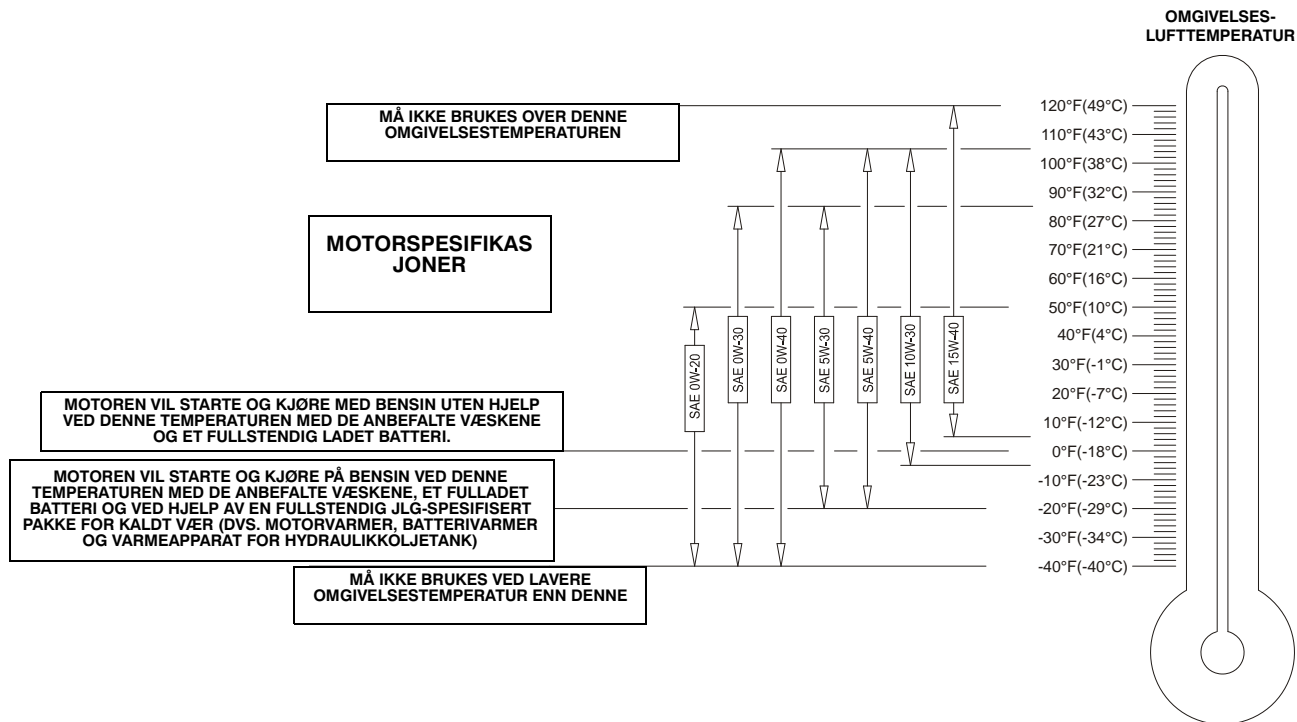 OMGIVELSES-
LUFTTEMPERATUR
MÅ IKKE BRUKES OVER DENNE
OMGIVELSESTEMPERATUREN
MOTORSPESIFIKAS
JONER
MOTOREN VIL STARTE OG KJØRE MED BENSIN UTEN HJELP
VED DENNE TEMPERATUREN MED DE ANBEFALTE VÆSKENE
OG ET FULLSTENDIG LADET BATTERI.
MOTOREN VIL STARTE OG KJØRE PÅ BENSIN VED DENNE
TEMPERATUREN MED DE ANBEFALTE VÆSKENE, ET FULLADET
BATTERI OG VED HJELP AV EN FULLSTENDIG JLG-SPESIFISERT
PAKKE FOR KALDT VÆR (DVS. MOTORVARMER, BATTERIVARMER
OG VARMEAPPARAT FOR HYDRAULIKKOLJETANK)
MÅ IKKE BRUKES VED LAVERE
OMGIVELSESTEMPERATUR ENN DENNE
SAE 0W-20
SAE 0W-30
SAE 0W-40
SAE 5W-30
SAE 5W-40
SAE 10W-30
SAE 15W-40
120°F(49°C)
110°F(43°C)
100°F(38°C)
90°F(32°C)
80°F(27°C)
70°F(21°C)
60°F(16°C)
50°F(10°C)
40°F(4°C)
30°F(-1°C)
20°F(-7°C)
10°F(-12°C)
0°F(-18°C)
-10°F(-23°C)
-20°F(-29°C)
-30°F(-34°C)
-40°F(-40°C)